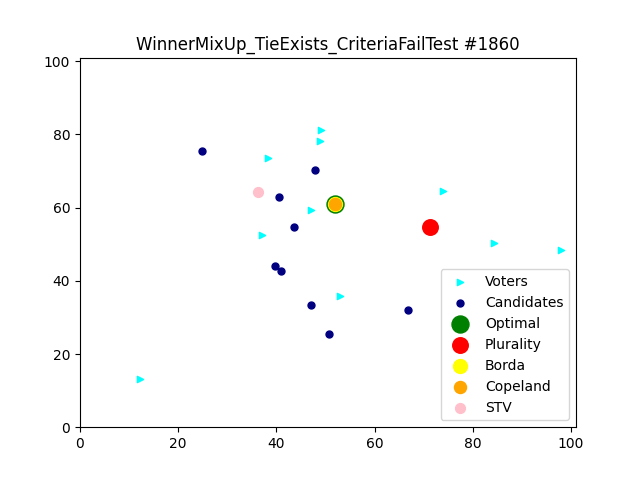 WinnerMixUp_TieExists_CriteriaFailTest #1860
100
80
60
40
20
0
0 20 40 60 80 100
Voters
Candidates
Optimal
Plurality
Borda
Copeland
STV